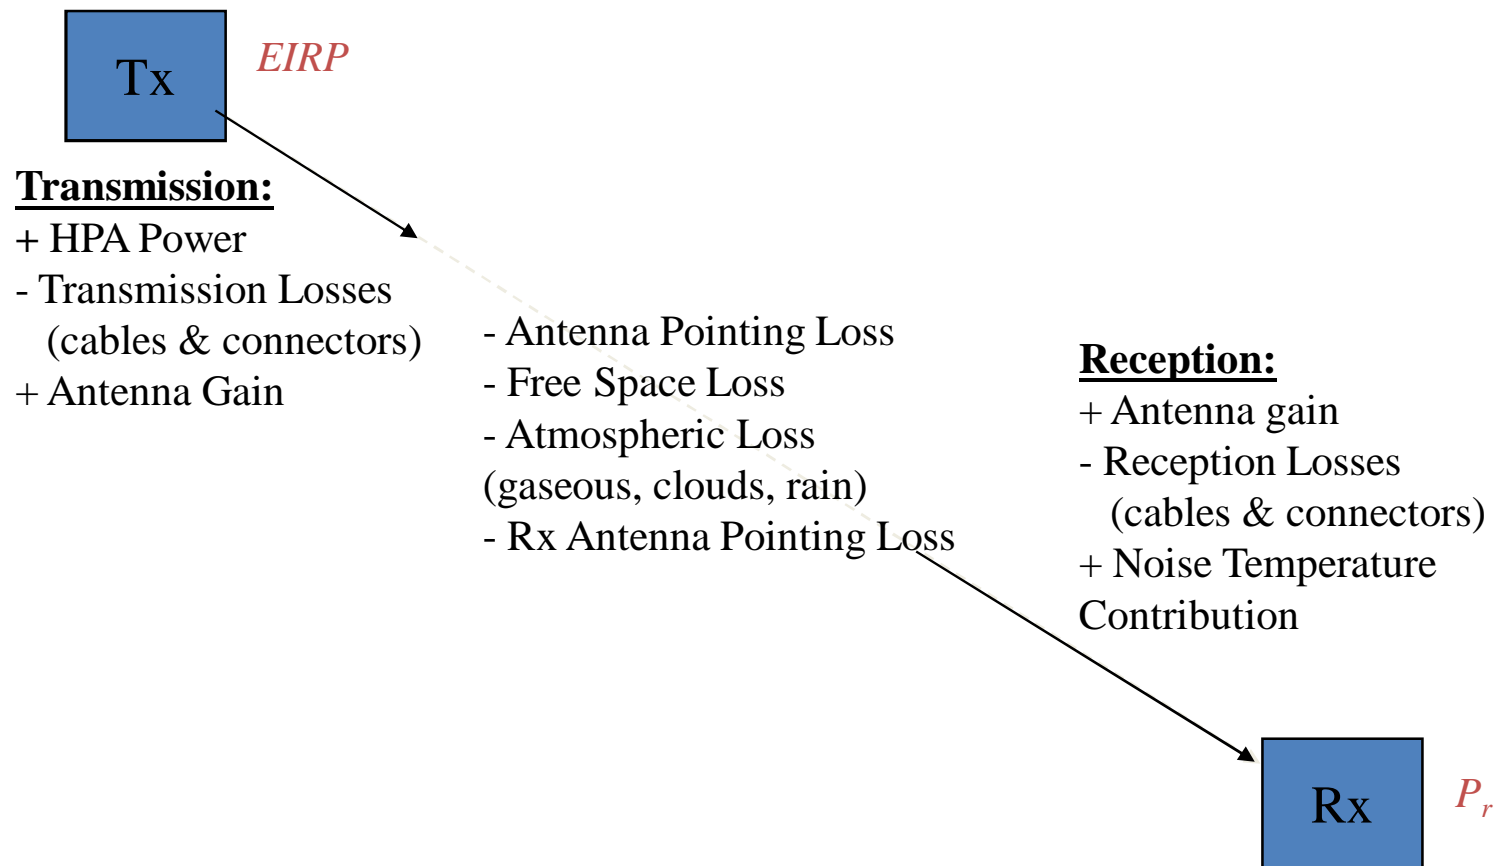 Tx
EIRP
Transmission:
+ HPA Power
- Transmission Losses
(cables & connectors)
+ Antenna Gain
- Antenna Pointing Loss
- Free Space Loss
- Atmospheric Loss
(gaseous, clouds, rain)
- Rx Antenna Pointing Loss
Reception:
+ Antenna gain
- Reception Losses
(cables & connectors)
+ Noise Temperature
Contribution
Rx
Pr